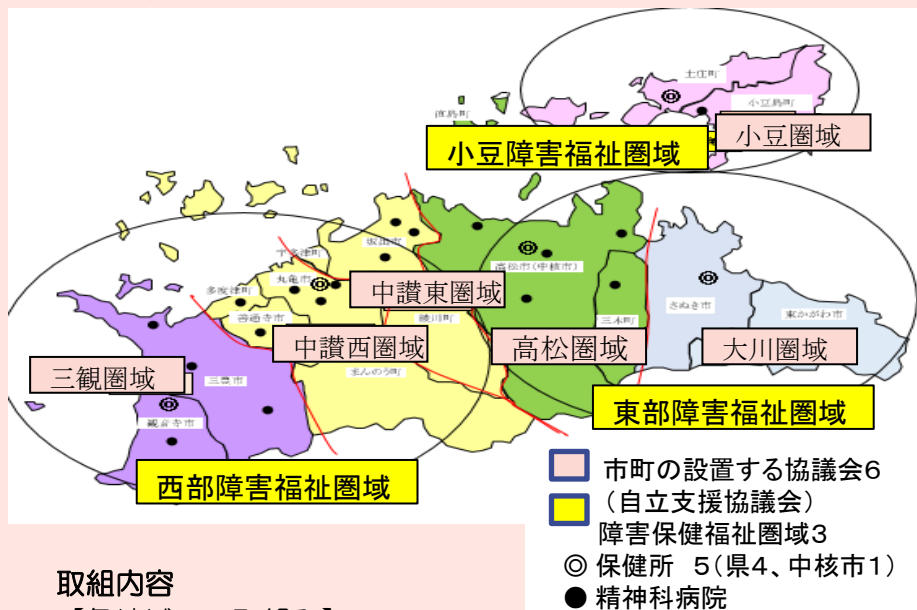 土庄町
小豆島町
直島町
小豆圏域
小豆障害福祉圏域
坂出市
宇多津町
高松市(中核市)
丸亀市
多度津町
中讃東圏域
さぬき市
綾川町
三木町
東かがわ市
善通寺市
中讃西圏域
高松圏域
大川圏域
まんのう町
三観圏域
三豊市
観音寺市
東部障害福祉圏域
西部障害福祉圏域
市町の設置する協議会6
(自立支援協議会)
障害保健福祉圏域3
◎ 保健所 5(県4、中核市1)
● 精神科病院
取組内容